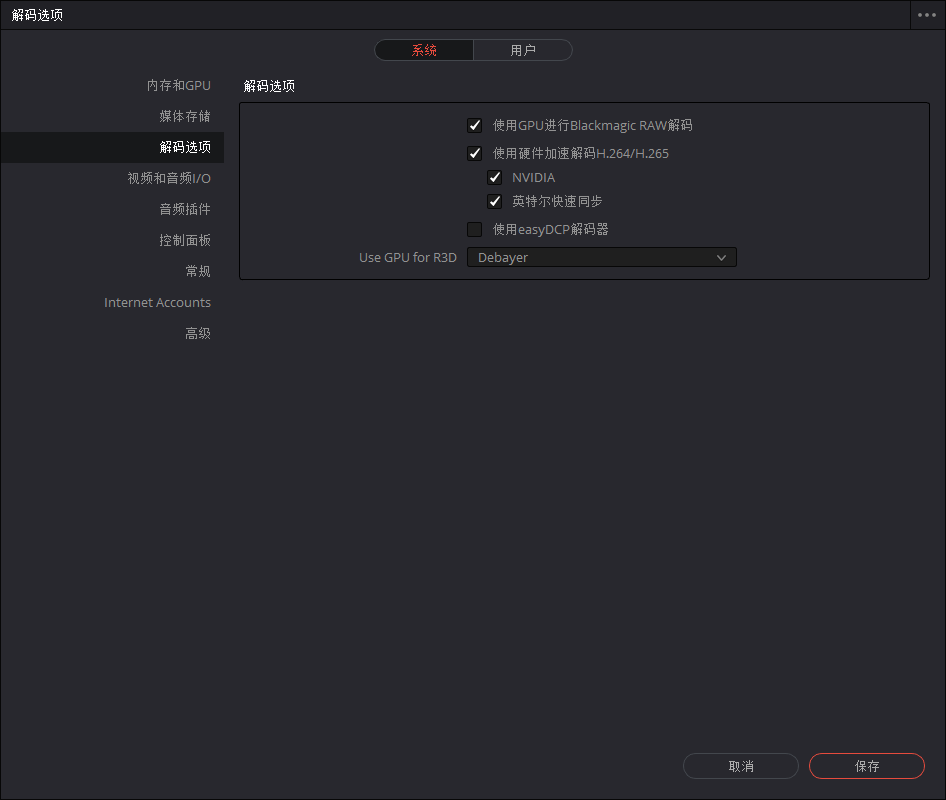 解码选项
系统
用户
内存和GPU
媒体存储
解码选项
视频和音频I/O
音频插件
控制面板
常规
Internet Accounts
高级
解码选项
使用GPU进行Blackmagic RAW解码
使用硬件加速解码H.264/H.265
NVIDIA
英特尔快速同步
使用easyDCP解码器
Use GPU for R3D
Debayer
取消
保存